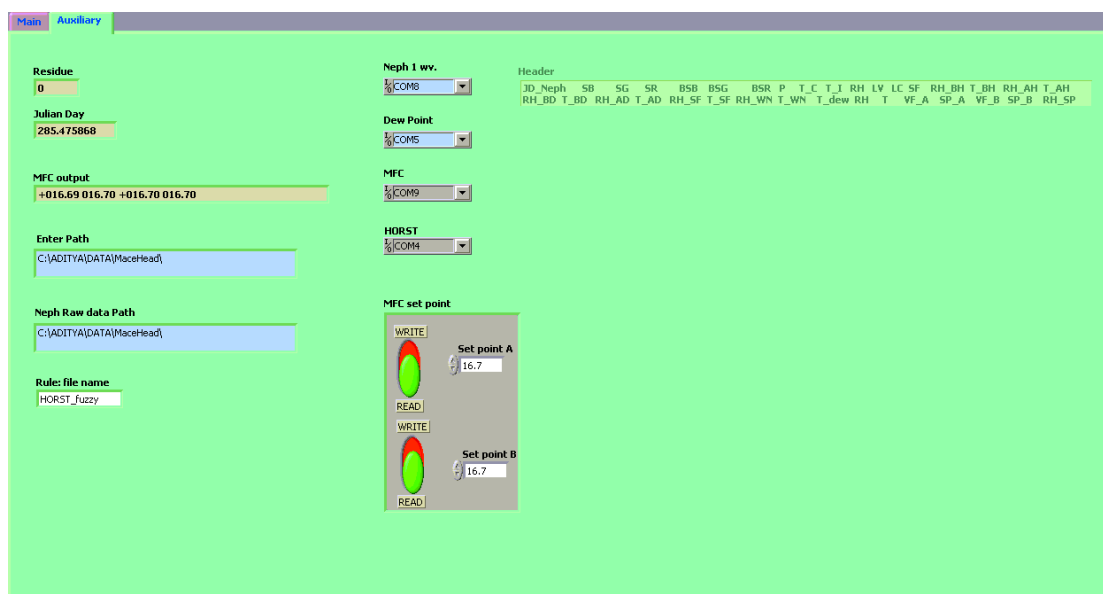 Main Auxiliary
Residue
0
Julian Day
285.475868
MFC output
+016.69 016.70 +016.70 016.70
Enter Path
C:\ADITYA\DATA\MaceHead\
Neph Raw data Path
C:\ADITYA\DATA\MaceHead\
Rule: file name
HORST_fuzzy
Neph 1 wv.
COM8
Dew Point
COM5
MFC
COM9
HORST
COM4
MFC set point
WRITE
Set point A
16.7
READ
WRITE
Set point B
16.7
READ
Header
JD_Neph SB SG SR BSB BSG BSR P T_C T_I RH LV LC SF RH_BH T_BH RH_AH T_AH
RH_BD T_BD RH_AD T_AD RH_SF T_SF RH_WN T_WN T_dew RH T VF_A SP_A VF_B SP_B RH_SP